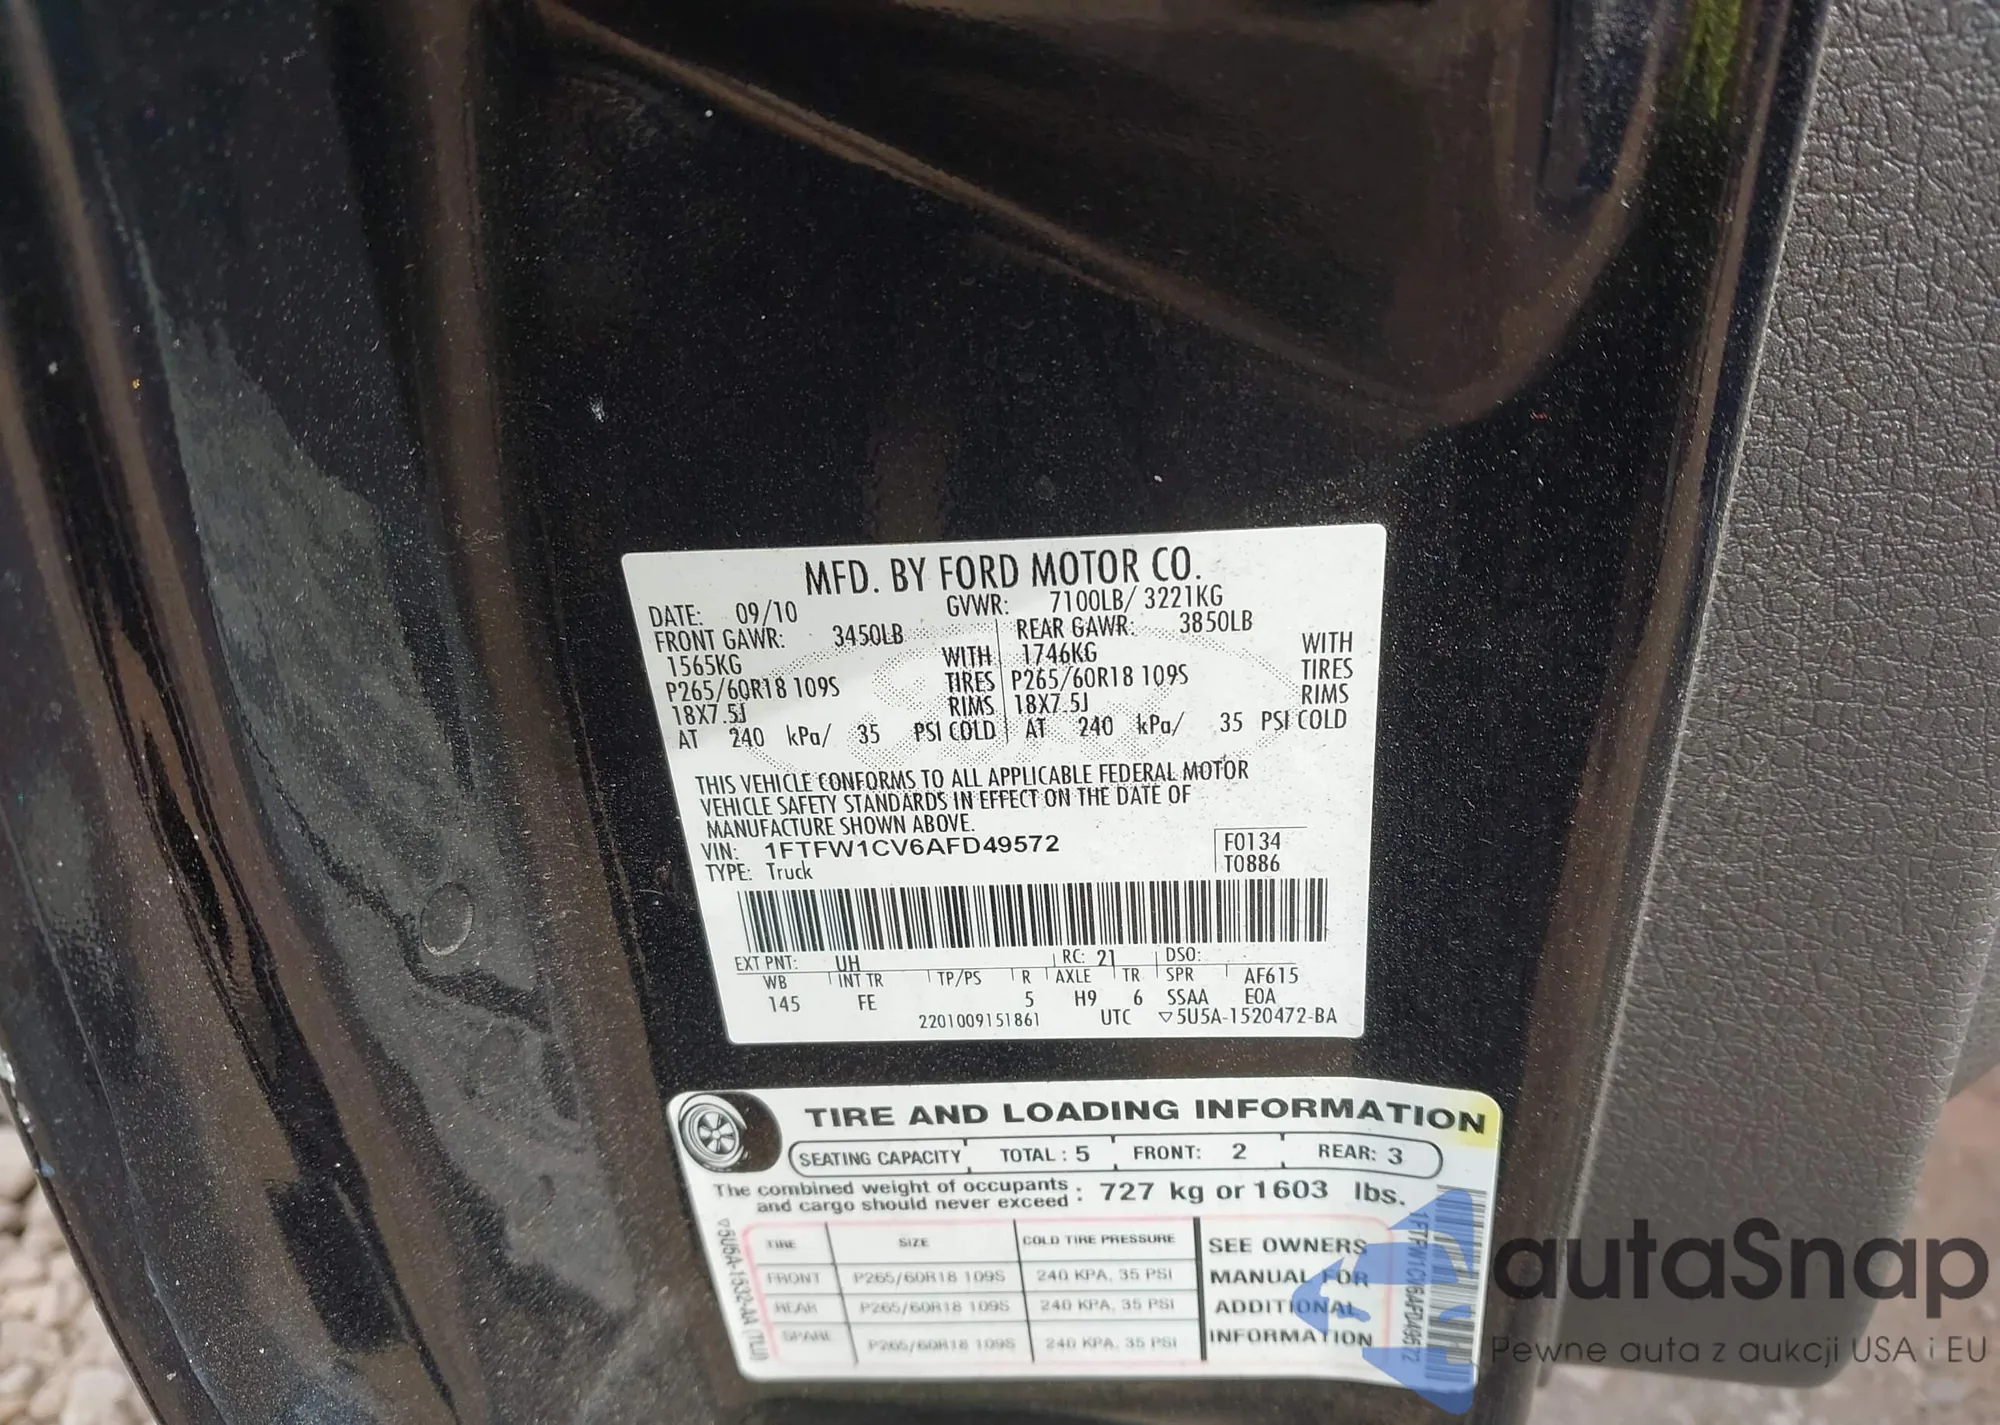 MFD. BY FORD MOTOR CO.
DATE: 09/10 GVWR: 7100LB/ 3221KG
FRONT GAWR: 3450LB REAR GAWR: 3850LB WITH
1565KG WITH 1746KG TIRES
P265/60R18 109S TIRES P265/60R18 109S RIMS
18X7.5J RIMS 18X7.5J
AT 240 kPa/ 35 PSI COLD AT 240 kPa/ 35 PSI COLD
THIS VEHICLE CONFORMS TO ALL APPLICABLE FEDERAL MOTOR
VEHICLE SAFETY STANDARDS IN EFFECT ON THE DATE OF
MANUFACTURE SHOWN ABOVE.
VIN: 1FTFW1CV6AFD49572 F0134
TYPE: Truck T0886
EXT PNT: UH RC: 21 DSO:
WB INT TR TP/PS R AXLE TR SPR AF615
145 FE 5 H9 6 SSAA E0A
2201009151861 UTC ▽5U5A-1520472-BA
TIRE AND LOADING INFORMATION
SEATING CAPACITY TOTAL : 5 FRONT: 2 REAR: 3
The combined weight of occupants
and cargo should never exceed : 727 kg or 1603 lbs.
TIRE SIZE COLD TIRE PRESSURE SEE OWNERS
FRONT P265/60R18 109S 240 KPA, 35 PSI MANUAL FOR
REAR P265/60R18 109S 240 KPA, 35 PSI ADDITIONAL
SPARE P265/60R18 109S 240 KPA, 35 PSI INFORMATION
▽5U5A-1532-AA (TLU)
1FTFW1CV6AFD49572
autaSnap
Pewne auta z aukcji USA i EU